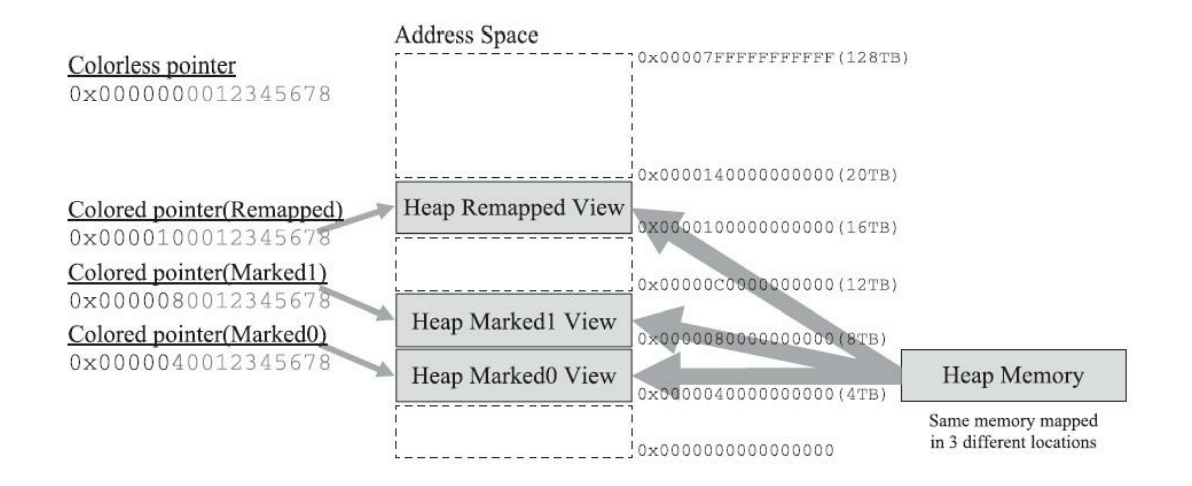 Address Space
0x00007FFFFFFFFFFF(128TB)
Colorless pointer
0x0000000012345678
0x0000140000000000(20TB)
Colored pointer(Remapped)
0x0000100012345678
Heap Remapped View
0x0000100000000000(16TB)
Colored pointer(Marked1)
0x0000080012345678
0x00000C0000000000(12TB)
Heap Marked1 View
0x0000080000000000(8TB)
Colored pointer(Marked0)
0x0000040012345678
Heap Marked0 View
0x0000040000000000(4TB)
Heap Memory
Same memory mapped
in 3 different locations
0x0000000000000000